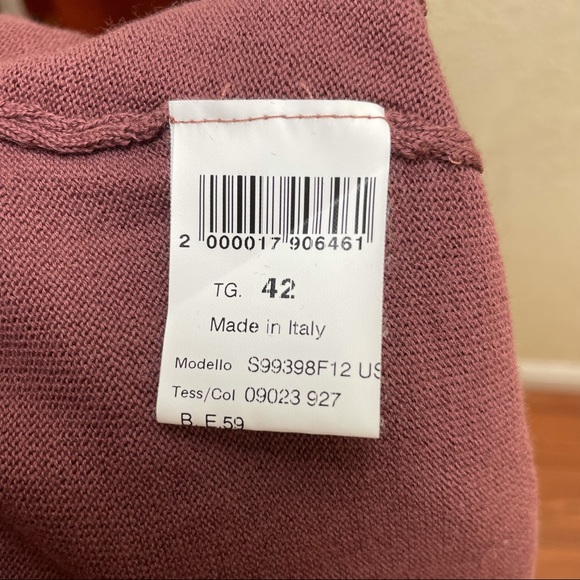 2 000017 906461
TG. 42
Made in Italy
Modello S99398F12 US
Tess/Col 09023 927
B. F.59